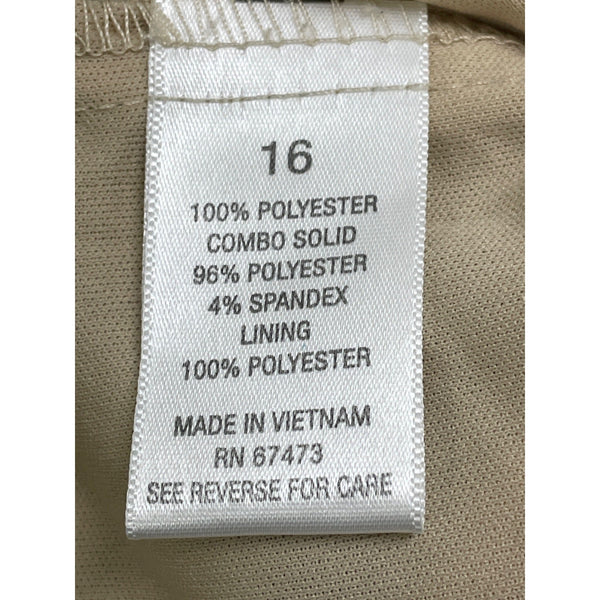 16
100% POLYESTER
COMBO SOLID
96% POLYESTER
4% SPANDEX
LINING
100% POLYESTER
MADE IN VIETNAM
RN 67473
SEE REVERSE FOR CARE